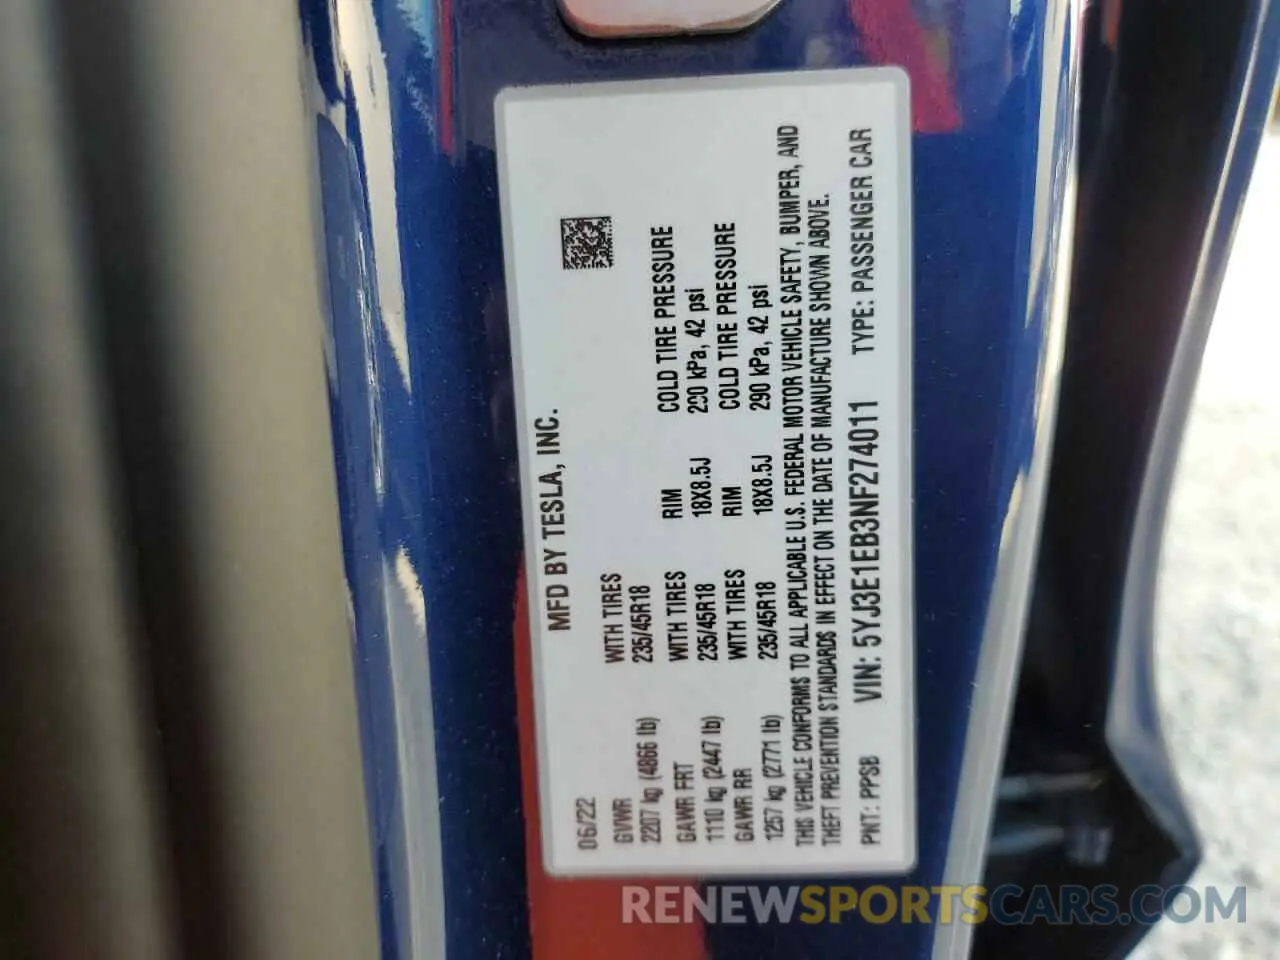 MFD BY TESLA, INC.
06/22
GVWR WITH TIRES
2207 kg (4866 lb) 235/45R18
GAWR FRT WITH TIRES RIM COLD TIRE PRESSURE
1110 kg (2447 lb) 235/45R18 18X8.5J 290 kPa, 42 psi
GAWR RR WITH TIRES RIM COLD TIRE PRESSURE
1257 kg (2771 lb) 235/45R18 18X8.5J 290 kPa, 42 psi
THIS VEHICLE CONFORMS TO ALL APPLICABLE U.S. FEDERAL MOTOR VEHICLE SAFETY, BUMPER, AND
THEFT PREVENTION STANDARDS IN EFFECT ON THE DATE OF MANUFACTURE SHOWN ABOVE.
PNT: PPSB VIN: 5YJ3E1EB3NF274011 TYPE: PASSENGER CAR
RENEWSPORTSCARS.COM